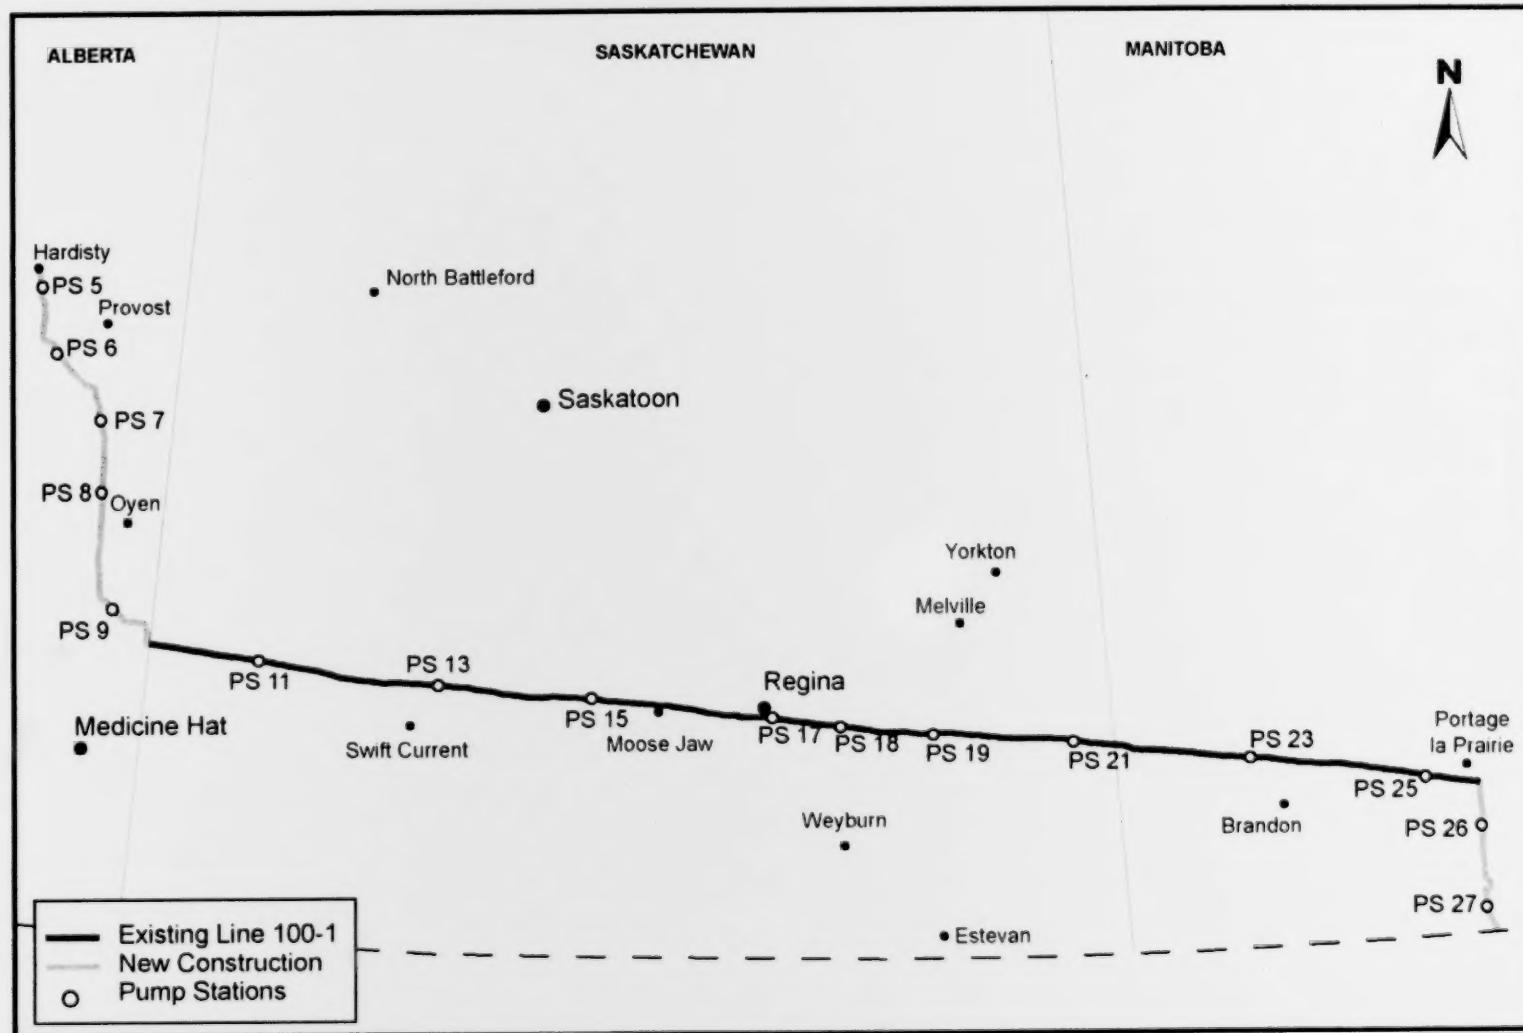 ALBERTA
SASKATCHEWAN
MANITOBA
N
Hardisty
PS 5
Provost
PS 6
North Battleford
PS 7
Saskatoon
PS 8
Oyen
Yorkton
Melville
PS 9
PS 11
PS 13
Regina
PS 15
Moose Jaw
PS 17
PS 18
PS 19
PS 21
PS 23
Portage
la Prairie
Medicine Hat
Swift Current
PS 25
Weyburn
Brandon
PS 26
PS 27
Estevan
Existing Line 100-1
New Construction
Pump Stations